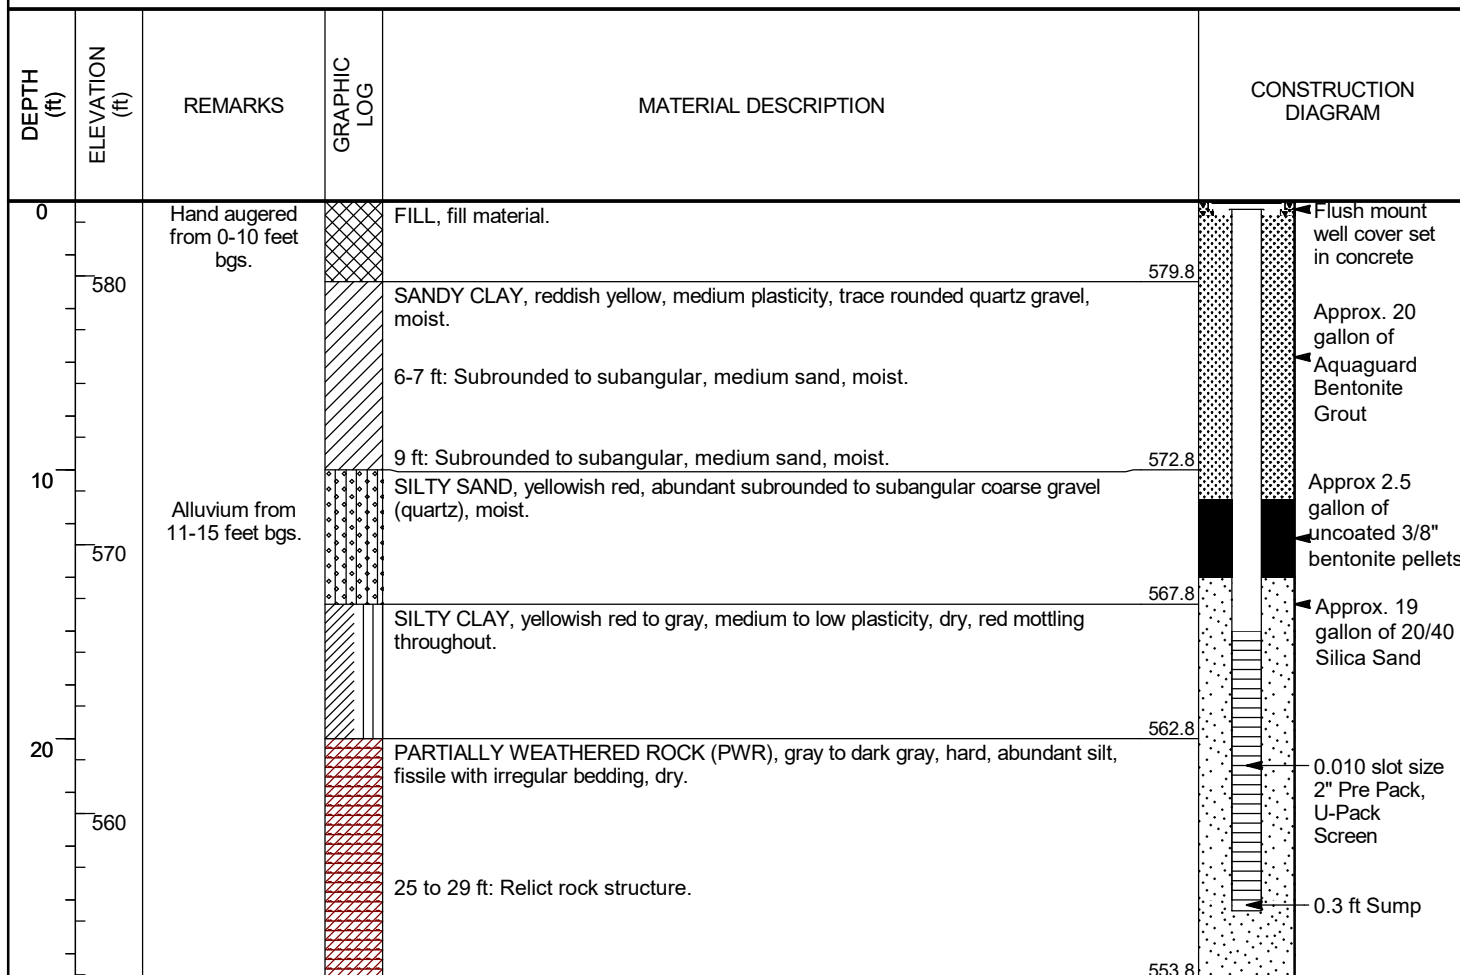 DEPTH
(ft)
ELEVATION
(ft)
REMARKS
GRAPHIC
LOG
MATERIAL DESCRIPTION
CONSTRUCTION
DIAGRAM
0
10
20
580
570
560
Hand augered
from 0-10 feet
bgs.
Alluvium from
11-15 feet bgs.
FILL, fill material.
579.8
SANDY CLAY, reddish yellow, medium plasticity, trace rounded quartz gravel,
moist.
6-7 ft: Subrounded to subangular, medium sand, moist.
9 ft: Subrounded to subangular, medium sand, moist.
572.8
SILTY SAND, yellowish red, abundant subrounded to subangular coarse gravel
(quartz), moist.
567.8
SILTY CLAY, yellowish red to gray, medium to low plasticity, dry, red mottling
throughout.
562.8
PARTIALLY WEATHERED ROCK (PWR), gray to dark gray, hard, abundant silt,
fissile with irregular bedding, dry.
25 to 29 ft: Relict rock structure.
553.8
Flush mount
well cover set
in concrete
Approx. 20
gallon of
Aquaguard
Bentonite
Grout
Approx 2.5
gallon of
uncoated 3/8"
bentonite pellets
Approx. 19
gallon of 20/40
Silica Sand
0.010 slot size
2" Pre Pack,
U-Pack
Screen
0.3 ft Sump